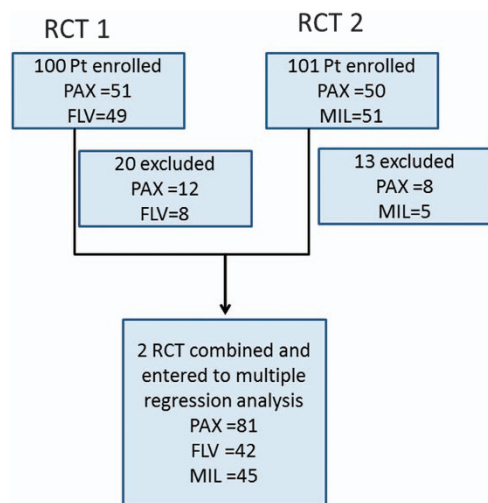 RCT 1
100 Pt enrolled
PAX =51
FLV=49
20 excluded
PAX =12
FLV=8
RCT 2
101 Pt enrolled
PAX =50
MIL=51
13 excluded
PAX =8
MIL=5
2 RCT combined and
entered to multiple
regression analysis
PAX =81
FLV =42
MIL =45